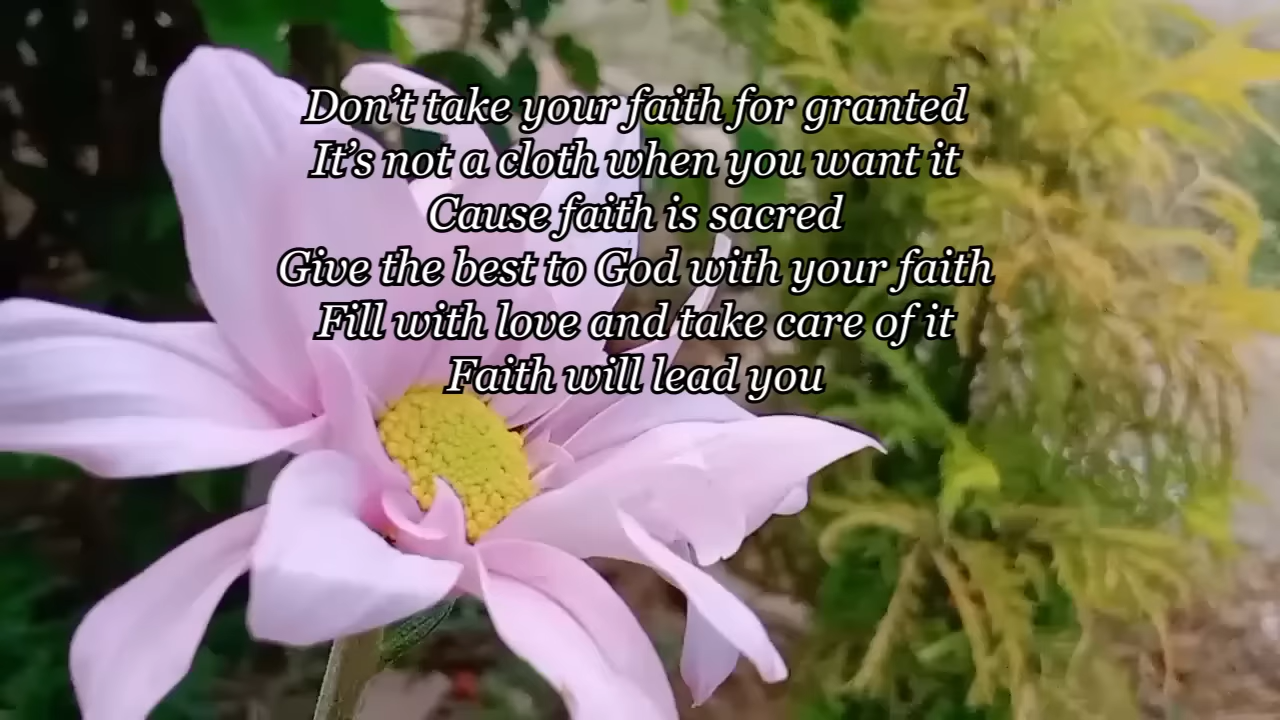 Don’t take your faith for granted
It’s not a cloth when you want it
Cause faith is sacred
Give the best to God with your faith
Fill with love and take care of it
Faith will lead you